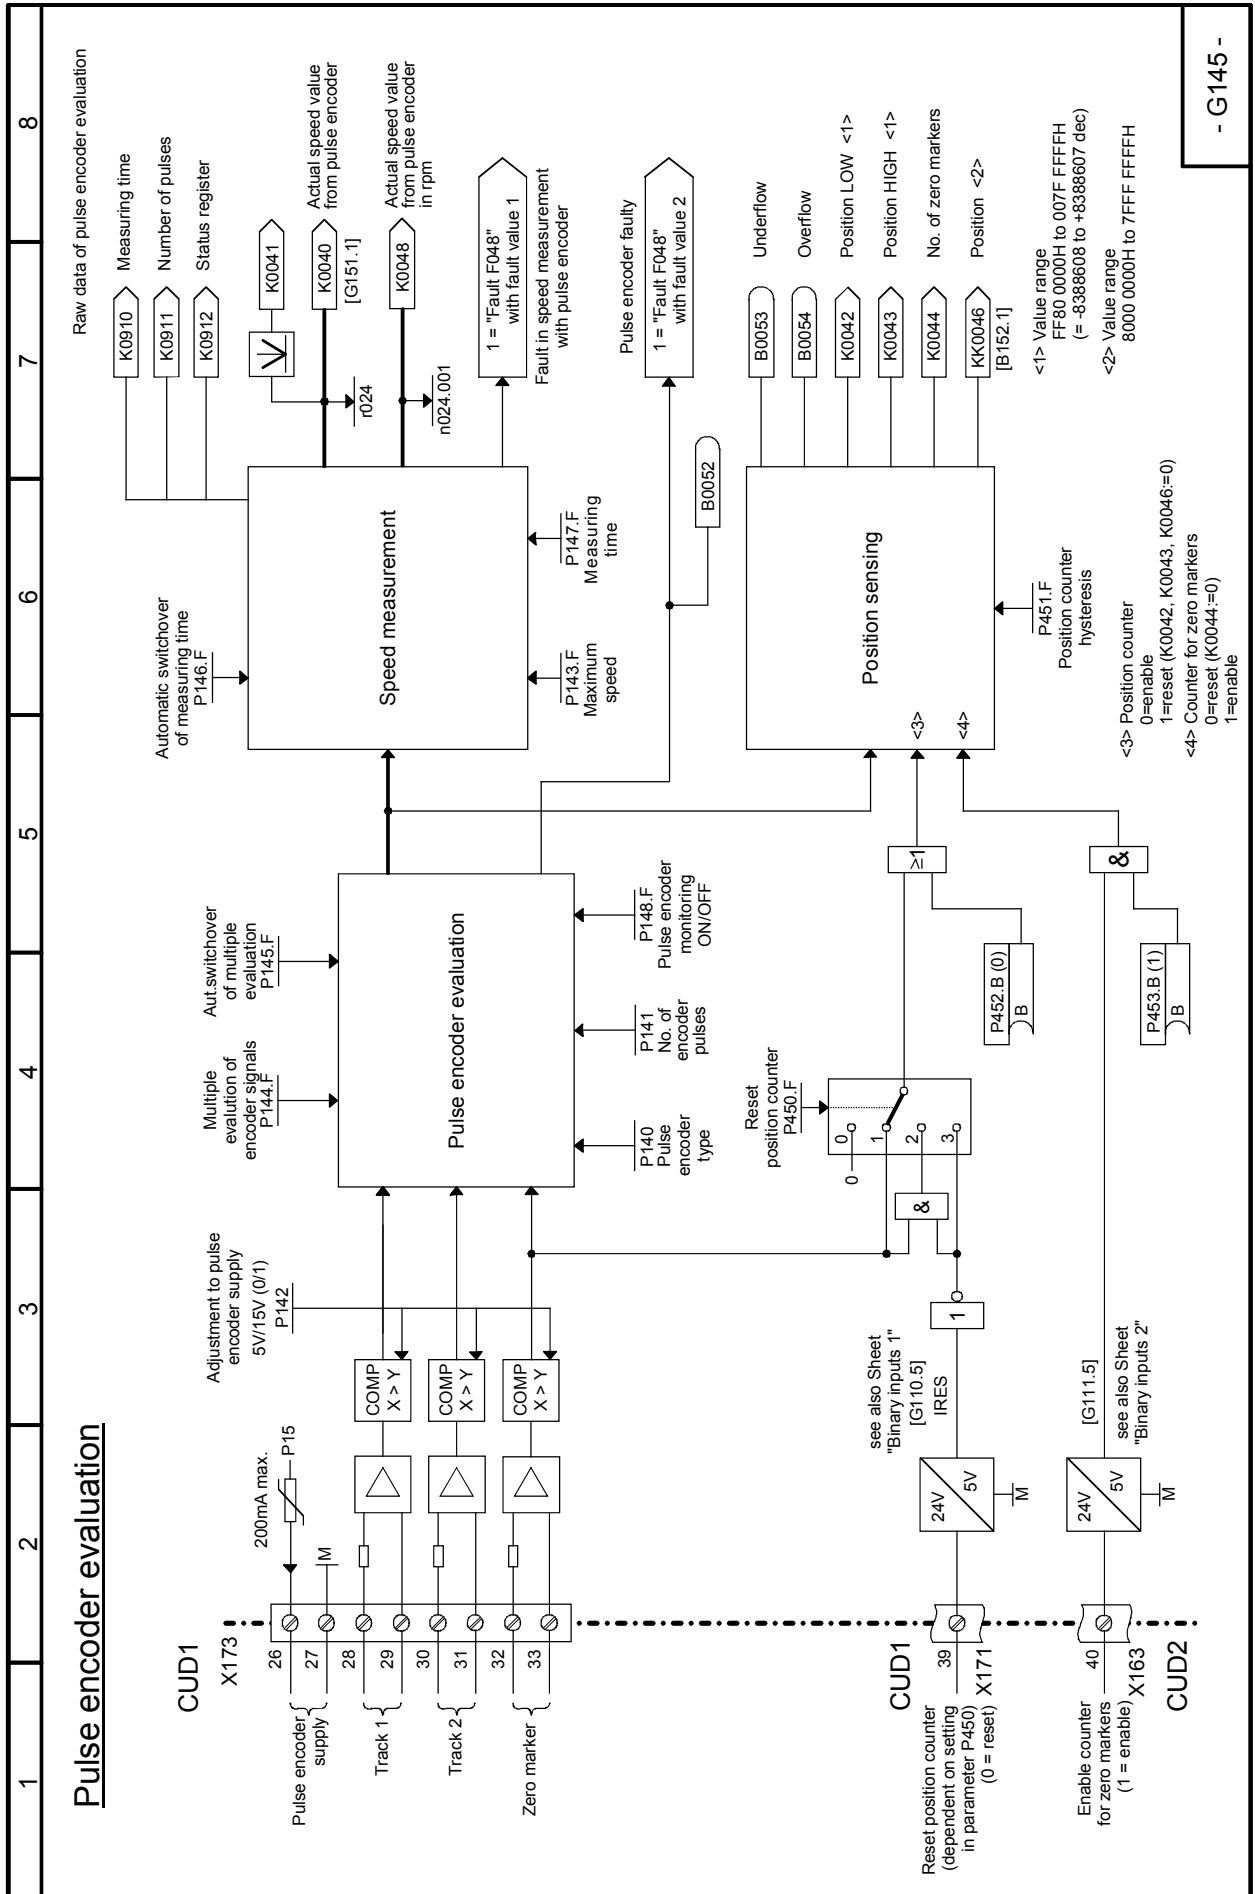 1
2
3
4
5
6
7
8
Pulse encoder evaluation
CUD1
X173
26
27
28
29
30
31
32
33
Pulse encoder
supply
Track 1
Track 2
Zero marker
200mA max.
P15
M
COMP
X > Y
COMP
X > Y
COMP
X > Y
Adjustment to pulse
encoder supply
5V/15V (0/1)
P142
Multiple
evalution of
encoder signals
P144.F
Aut.switchover
of multiple
evaluation
P145.F
Pulse encoder evaluation
P140
Pulse
encoder
type
P141
No. of
encoder
pulses
P148.F
Pulse encoder
monitoring
ON/OFF
Automatic switchover
of measuring time
P146.F
Speed measurement
P143.F
Maximum
speed
P147.F
Measuring
time
Raw data of pulse encoder evaluation
K0910
Measuring time
K0911
Number of pulses
K0912
Status register
K0041
K0040
[G151.1]
Actual speed value
from pulse encoder
r024
K0048
Actual speed value
from pulse encoder
in rpm
n024.001
1 = "Fault F048"
with fault value 1
Fault in speed measurement
with pulse encoder
Pulse encoder faulty
1 = "Fault F048"
with fault value 2
B0052
CUD1
39
X171
Reset position counter
(dependent on setting
in parameter P450)
(0 = reset)
24V
5V
M
see also Sheet
"Binary inputs 1"
[G110.5]
IRES
1
&
Reset
position counter
P450.F
0
0
1
2
3
≥1
P452.B (0)
B
40
X163
CUD2
Enable counter
for zero markers
(1 = enable)
24V
5V
M
[G111.5]
see also Sheet
"Binary inputs 2"
&
P453.B (1)
B
Position sensing
<3>
<4>
P451.F
Position counter
hysteresis
B0053
Underflow
B0054
Overflow
K0042
Position LOW <1>
K0043
Position HIGH <1>
K0044
No. of zero markers
KK0046
[B152.1]
Position <2>
<1> Value range
FF80 0000H to 007F FFFFH
(= -8388608 to +8388607 dec)
<2> Value range
8000 0000H to 7FFF FFFFH
<3> Position counter
0=enable
1=reset (K0042, K0043, K0046:=0)
<4> Counter for zero markers
0=reset (K0044:=0)
1=enable
- G145 -